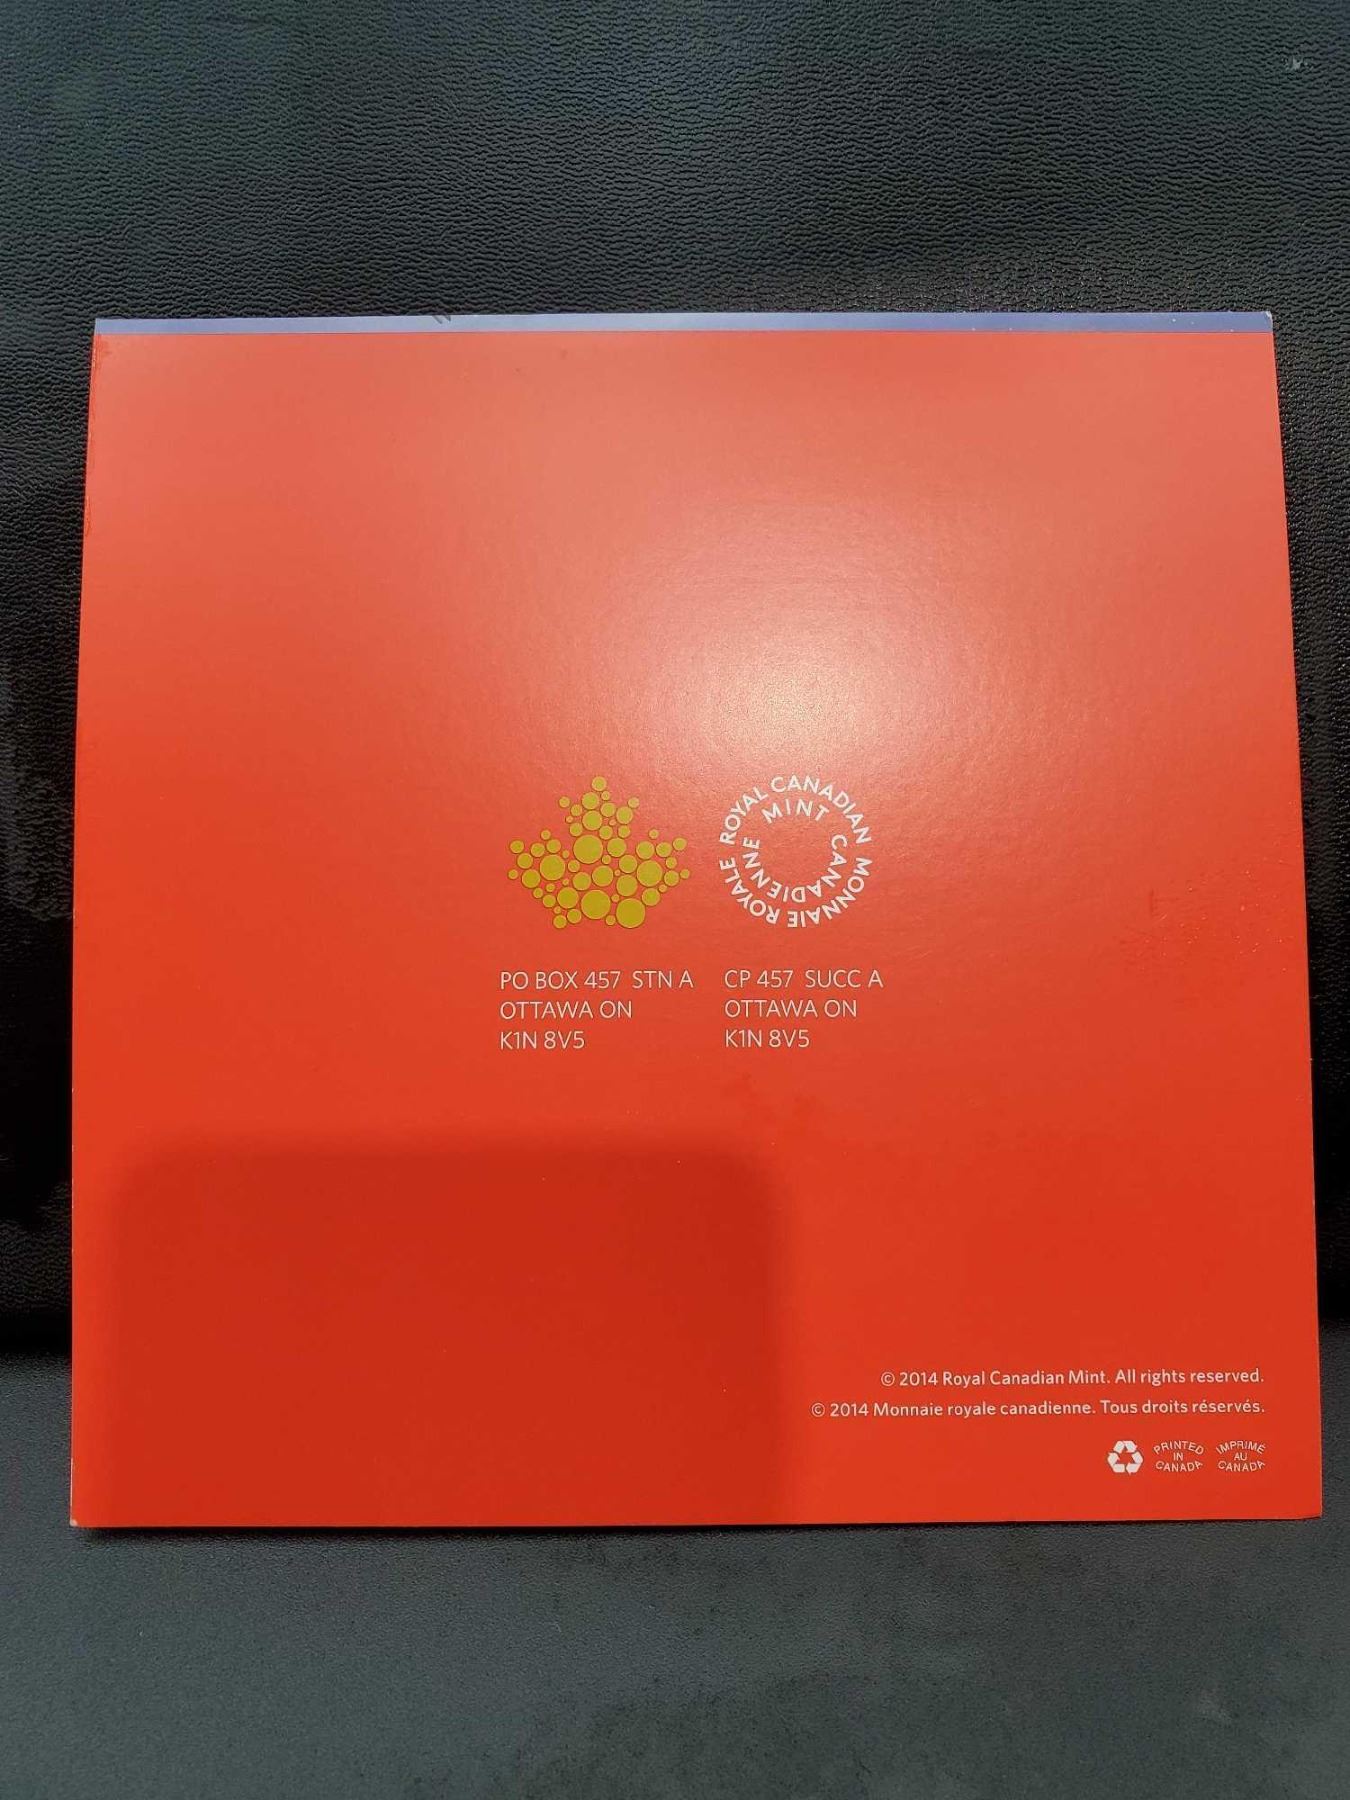 ROYAL CANADIAN MINT
MONNAIE ROYALE CANADIENNE
PO BOX 457 STN A
OTTAWA ON
K1N 8V5
CP 457 SUCC A
OTTAWA ON
K1N 8V5
© 2014 Royal Canadian Mint. All rights reserved.
© 2014 Monnaie royale canadienne. Tous droits réservés.
PRINTED
IN
CANADA
IMPRIMÉ
AU
CANADA